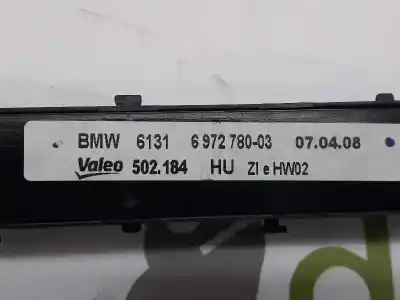 BMW 6131 6 972 780-03 07.04.08
Valeo 502.184 HU ZI e HW02